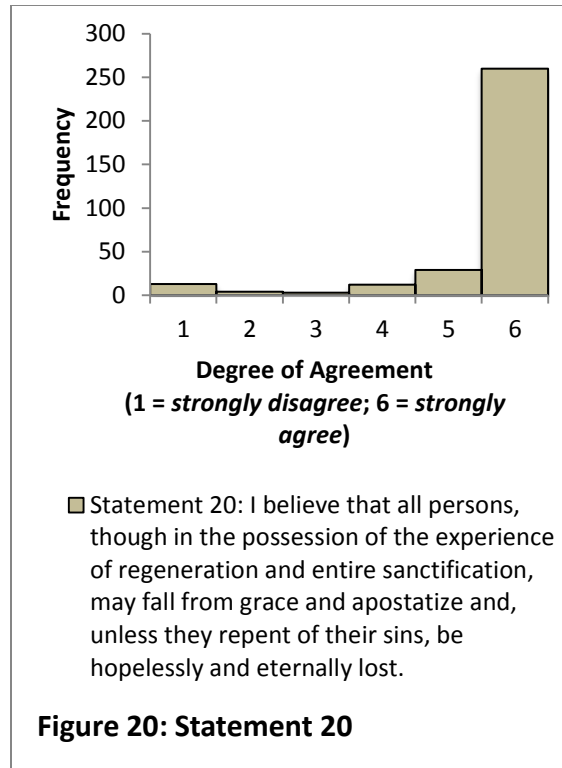 300
250
200
150
100
50
0
Frequency
1 2 3 4 5 6
Degree of Agreement
(1 = strongly disagree; 6 = strongly
agree)
Statement 20: I believe that all persons,
though in the possession of the experience
of regeneration and entire sanctification,
may fall from grace and apostatize and,
unless they repent of their sins, be
hopelessly and eternally lost.
Figure 20: Statement 20